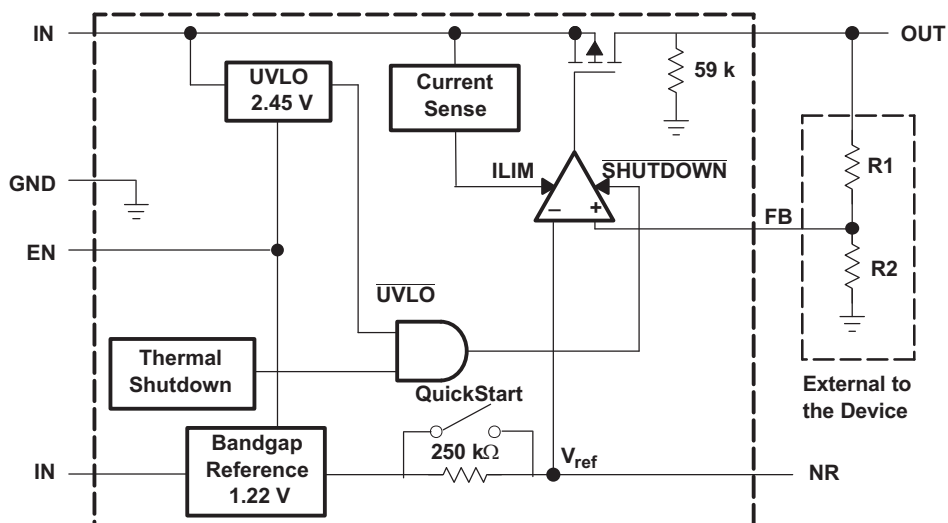 IN
OUT
UVLO
2.45 V
Current
Sense
59 k
GND
ILIM
SHUTDOWN
R1
– +
FB
EN
R2
UVLO
Thermal
Shutdown
QuickStart
External to
the Device
250 kΩ
Bandgap
Reference
1.22 V
IN
Vref
NR